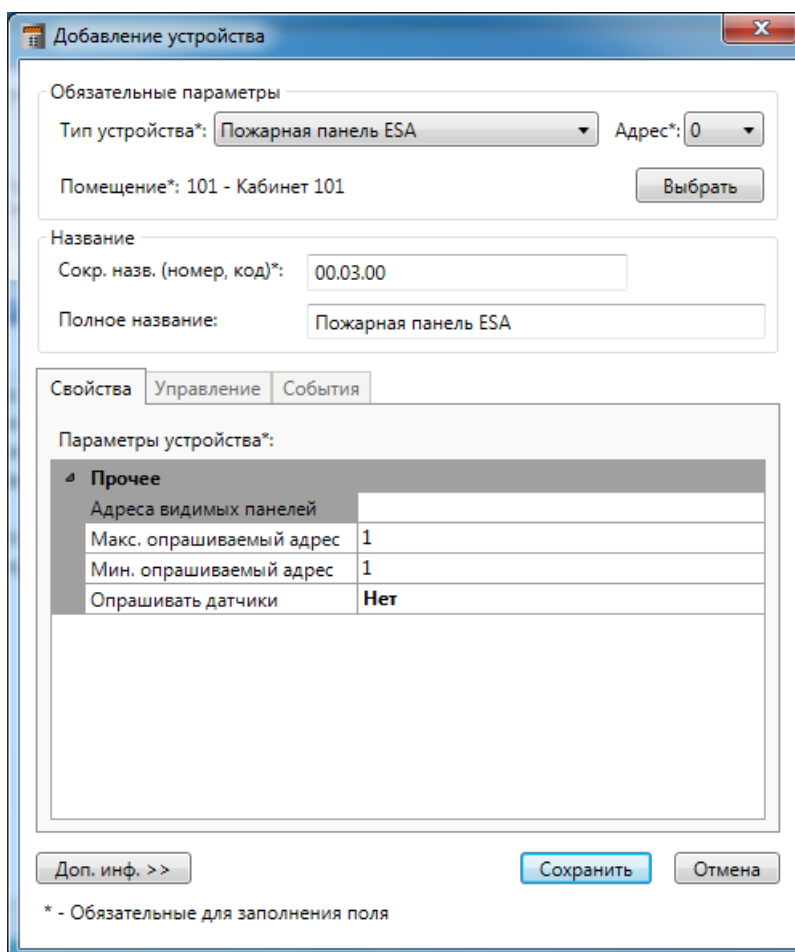 Добавление устройства
Обязательные параметры
Тип устройства*: Пожарная панель ESA Адрес*: 0
Помещение*: 101 - Кабинет 101 Выбрать
Название
Сокр. назв. (номер, код)*: 00.03.00
Полное название: Пожарная панель ESA
Свойства Управление События
Параметры устройства*:
Прочее
Адреса видимых панелей
Макс. опрашиваемый адрес 1
Мин. опрашиваемый адрес 1
Опрашивать датчики Нет
Доп. инф. >> Сохранить Отмена
* - Обязательные для заполнения поля